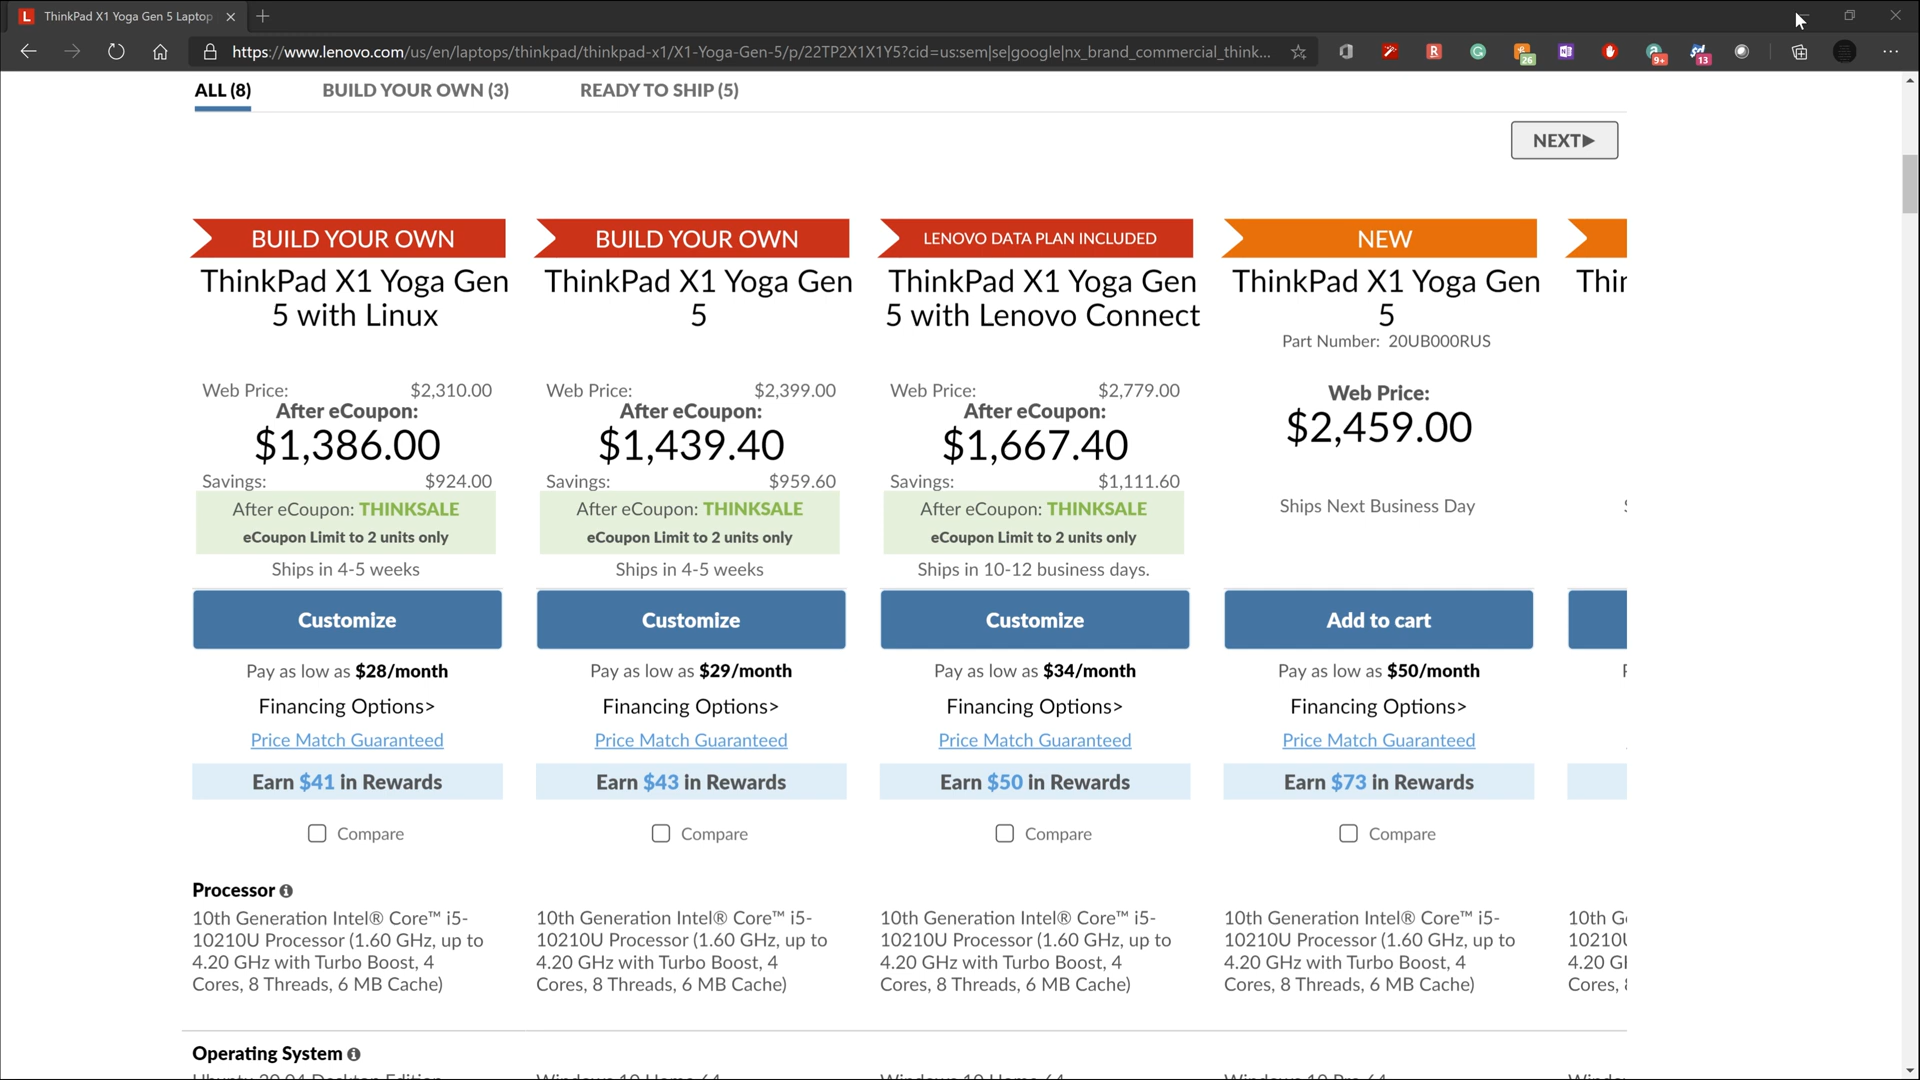 ThinkPad X1 Yoga Gen 5 Laptop
https://www.lenovo.com/us/en/laptops/thinkpad/thinkpad-x1/X1-Yoga-Gen-5/p/22TP2X1X1Y5?cid=us:sem|se|google|nx_brand_commercial_think...
26
9+
13
ALL (8) BUILD YOUR OWN (3) READY TO SHIP (5)
NEXT▶
BUILD YOUR OWN
ThinkPad X1 Yoga Gen
5 with Linux
Web Price: $2,310.00
After eCoupon:
$1,386.00
Savings: $924.00
After eCoupon: THINKSALE
eCoupon Limit to 2 units only
Ships in 4-5 weeks
Customize
Pay as low as $28/month
Financing Options>
Price Match Guaranteed
Earn $41 in Rewards
Compare
BUILD YOUR OWN
ThinkPad X1 Yoga Gen
5
Web Price: $2,399.00
After eCoupon:
$1,439.40
Savings: $959.60
After eCoupon: THINKSALE
eCoupon Limit to 2 units only
Ships in 4-5 weeks
Customize
Pay as low as $29/month
Financing Options>
Price Match Guaranteed
Earn $43 in Rewards
Compare
LENOVO DATA PLAN INCLUDED
ThinkPad X1 Yoga Gen
5 with Lenovo Connect
Web Price: $2,779.00
After eCoupon:
$1,667.40
Savings: $1,111.60
After eCoupon: THINKSALE
eCoupon Limit to 2 units only
Ships in 10-12 business days.
Customize
Pay as low as $34/month
Financing Options>
Price Match Guaranteed
Earn $50 in Rewards
Compare
NEW
ThinkPad X1 Yoga Gen
5
Part Number: 20UB000RUS
Web Price:
$2,459.00
Ships Next Business Day
Add to cart
Pay as low as $50/month
Financing Options>
Price Match Guaranteed
Earn $73 in Rewards
Compare
Processor
10th Generation Intel® Core™ i5-
10210U Processor (1.60 GHz, up to
4.20 GHz with Turbo Boost, 4
Cores, 8 Threads, 6 MB Cache)
10th Generation Intel® Core™ i5-
10210U Processor (1.60 GHz, up to
4.20 GHz with Turbo Boost, 4
Cores, 8 Threads, 6 MB Cache)
10th Generation Intel® Core™ i5-
10210U Processor (1.60 GHz, up to
4.20 GHz with Turbo Boost, 4
Cores, 8 Threads, 6 MB Cache)
10th Generation Intel® Core™ i5-
10210U Processor (1.60 GHz, up to
4.20 GHz with Turbo Boost, 4
Cores, 8 Threads, 6 MB Cache)
10th
4.20
Cores,
Operating System